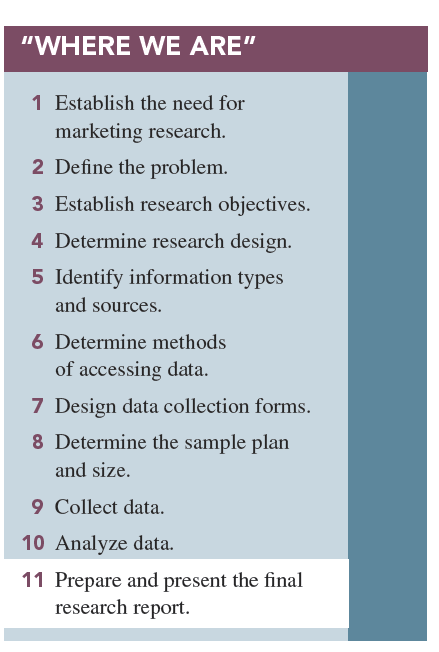 “WHERE WE ARE”
1 Establish the need for
marketing research.
2 Define the problem.
3 Establish research objectives.
4 Determine research design.
5 Identify information types
and sources.
6 Determine methods
of accessing data.
7 Design data collection forms.
8 Determine the sample plan
and size.
9 Collect data.
10 Analyze data.
11 Prepare and present the final
research report.